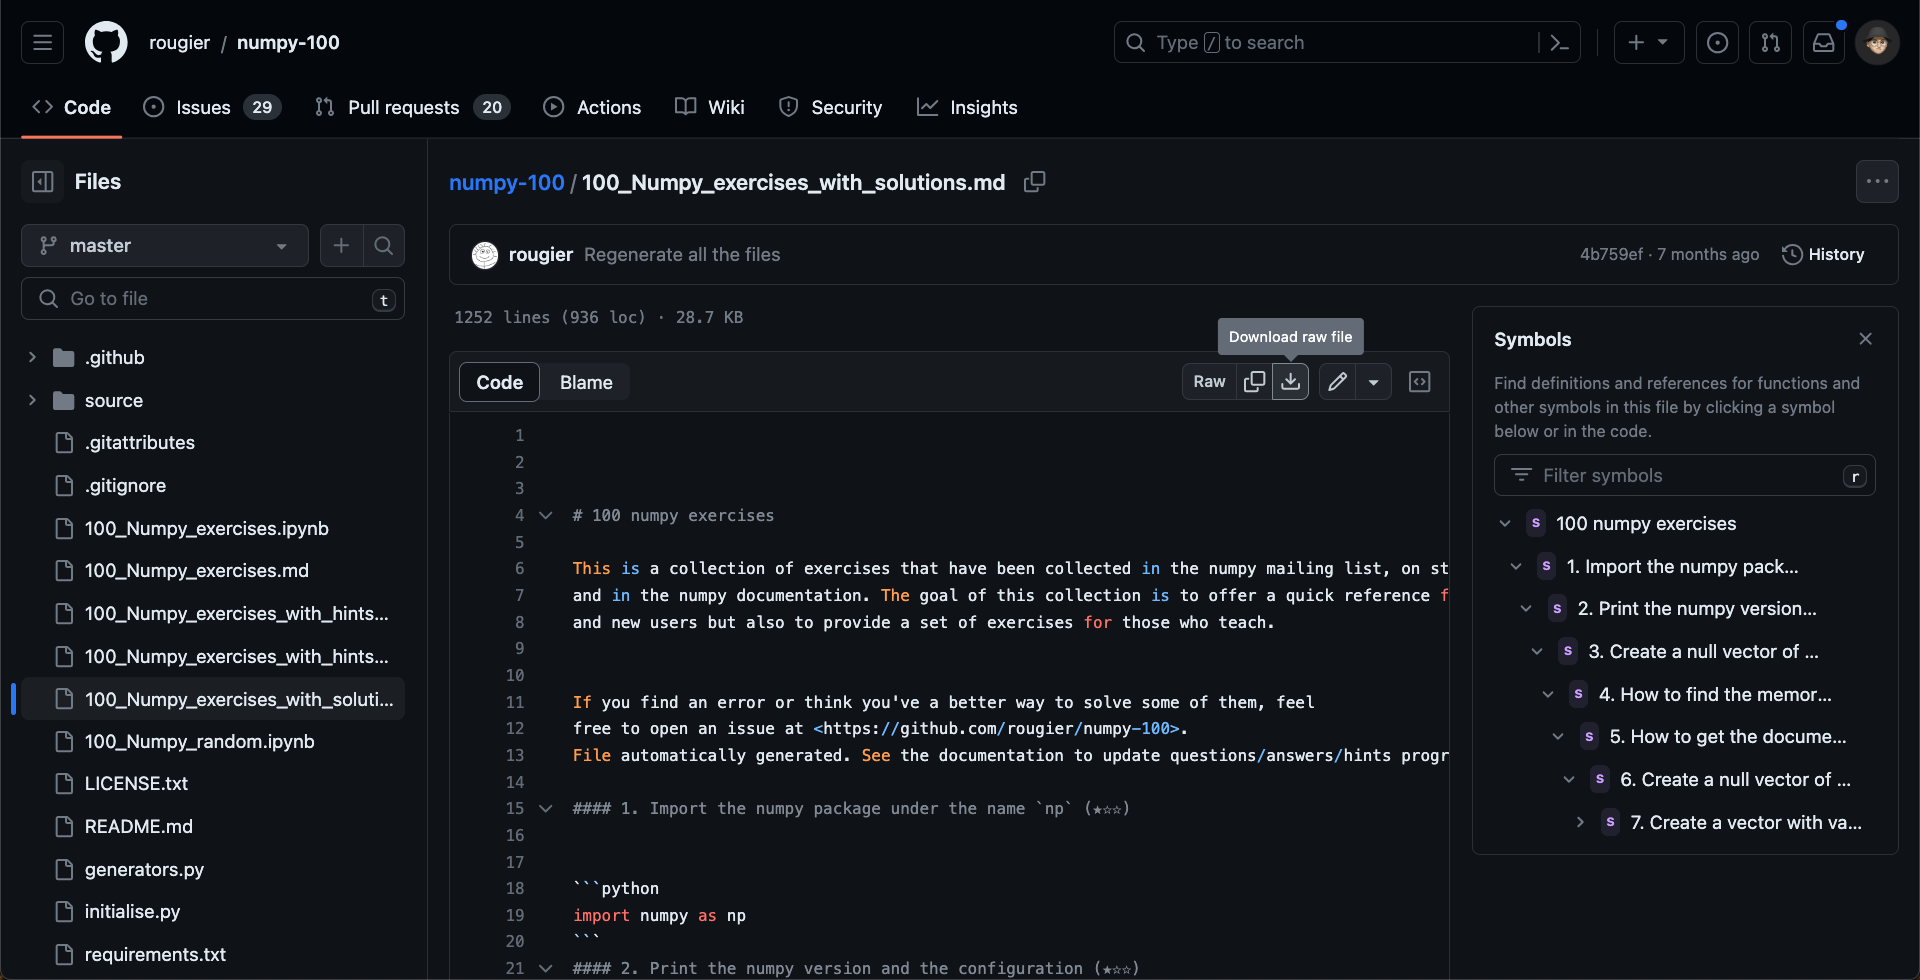 rougier / numpy-100
Type / to search
Code
Issues 29
Pull requests 20
Actions
Wiki
Security
Insights
Files
master
Go to file
t
.github
source
.gitattributes
.gitignore
100_Numpy_exercises.ipynb
100_Numpy_exercises.md
100_Numpy_exercises_with_hints...
100_Numpy_exercises_with_hints...
100_Numpy_exercises_with_soluti...
100_Numpy_random.ipynb
LICENSE.txt
README.md
generators.py
initialise.py
requirements.txt
numpy-100 / 100_Numpy_exercises_with_solutions.md
rougier Regenerate all the files
4b759ef · 7 months ago
History
1252 lines (936 loc) · 28.7 KB
Download raw file
Code
Blame
Raw
1
2
3
4 # 100 numpy exercises
5
6 This is a collection of exercises that have been collected in the numpy mailing list, on st
7 and in the numpy documentation. The goal of this collection is to offer a quick reference f
8 and new users but also to provide a set of exercises for those who teach.
9
10
11 If you find an error or think you've a better way to solve some of them, feel
12 free to open an issue at <https://github.com/rougier/numpy-100>.
13 File automatically generated. See the documentation to update questions/answers/hints progr
14
15 #### 1. Import the numpy package under the name `np` (★☆☆)
16
17
18 ```python
19 import numpy as np
20 ```
21 #### 2. Print the numpy version and the configuration (★☆☆)
Symbols
Find definitions and references for functions and
other symbols in this file by clicking a symbol
below or in the code.
Filter symbols
r
S 100 numpy exercises
S 1. Import the numpy pack...
S 2. Print the numpy version...
S 3. Create a null vector of ...
S 4. How to find the memor...
S 5. How to get the docume...
S 6. Create a null vector of ...
S 7. Create a vector with va...